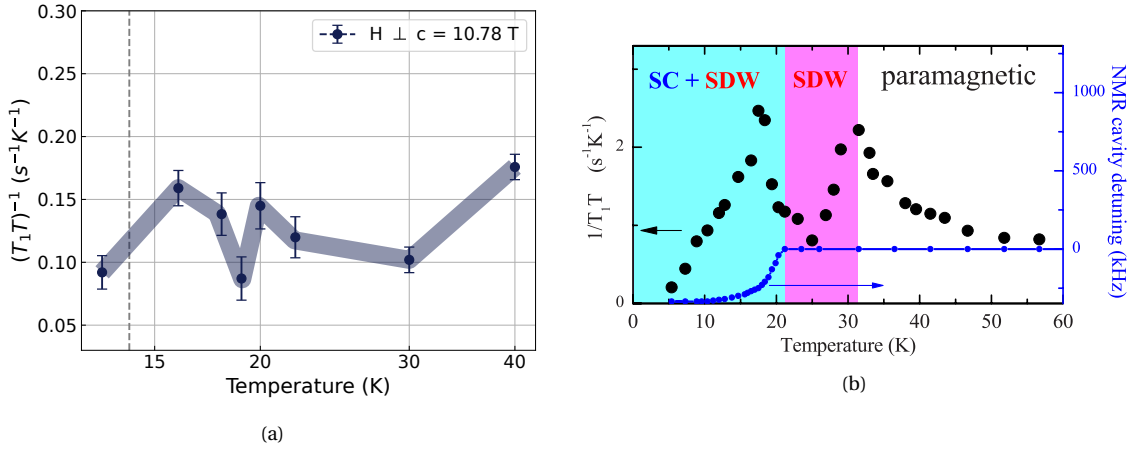 0.30
0.25
0.20
0.15
0.10
0.05
(T₁T)⁻¹ (s⁻¹K⁻¹)
H ⊥ c = 10.78 T
15
20
30
40
Temperature (K)
(a)
SC + SDW
SDW
paramagnetic
2
0
1/T₁T (s⁻¹K⁻¹)
1000
500
0
NMR cavity detuning (kHz)
0
10
20
30
40
50
60
Temperature (K)
(b)